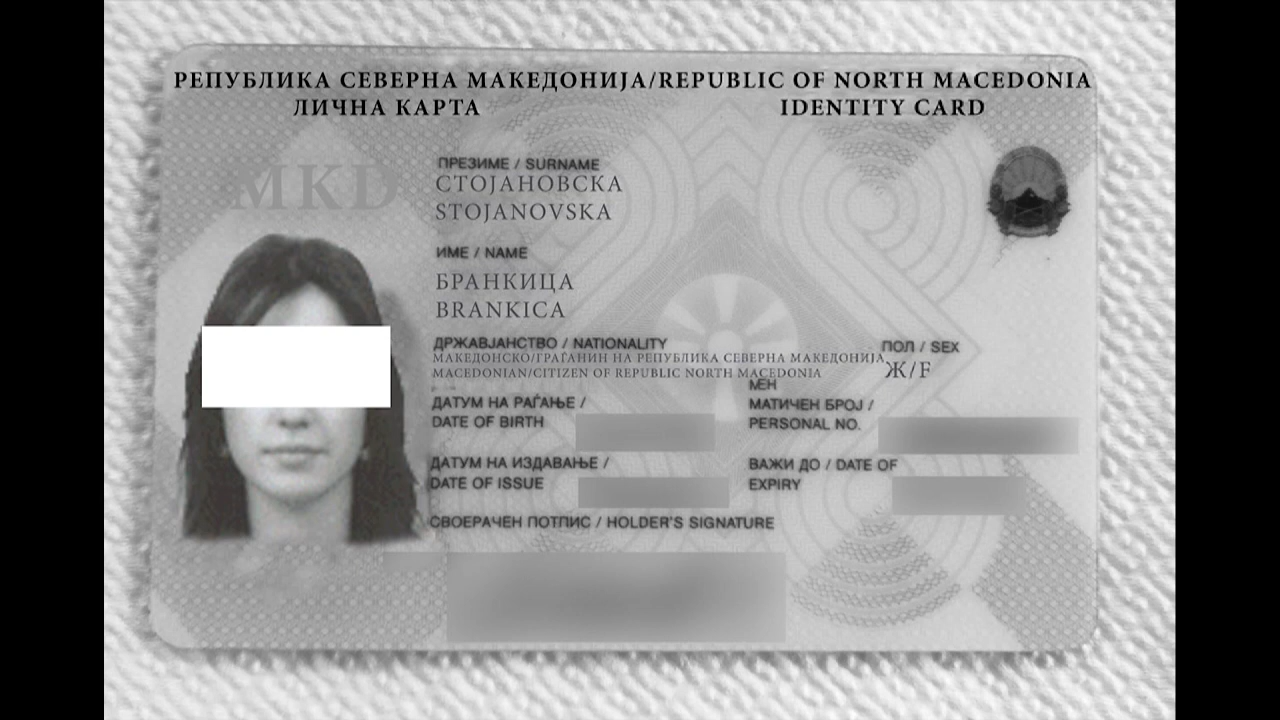 РЕПУБЛИКА СЕВЕРНА МАКЕДОНИЈА/REPUBLIC OF NORTH MACEDONIA
ЛИЧНА КАРТА IDENTITY CARD
MKD
ПРЕЗИМЕ / SURNAME
СТОЈАНОВСКА
STOJANOVSKA
ИМЕ / NAME
БРАНКИЦА
BRANKICA
ДРЖАВЈАНСТВО / NATIONALITY
МАКЕДОНСКО/ГРАЃАНИН НА РЕПУБЛИКА СЕВЕРНА МАКЕДОНИЈА
MACEDONIAN/CITIZEN OF REPUBLIC NORTH MACEDONIA
ПОЛ / SEX
Ж/F
ДАТУМ НА РАЃАЊЕ /
DATE OF BIRTH
МЕН
МАТИЧЕН БРОЈ /
PERSONAL NO.
ДАТУМ НА ИЗДАВАЊЕ /
DATE OF ISSUE
ВАЖИ ДО / DATE OF
EXPIRY
СВОЕРАЧЕН ПОТПИС / HOLDER'S SIGNATURE